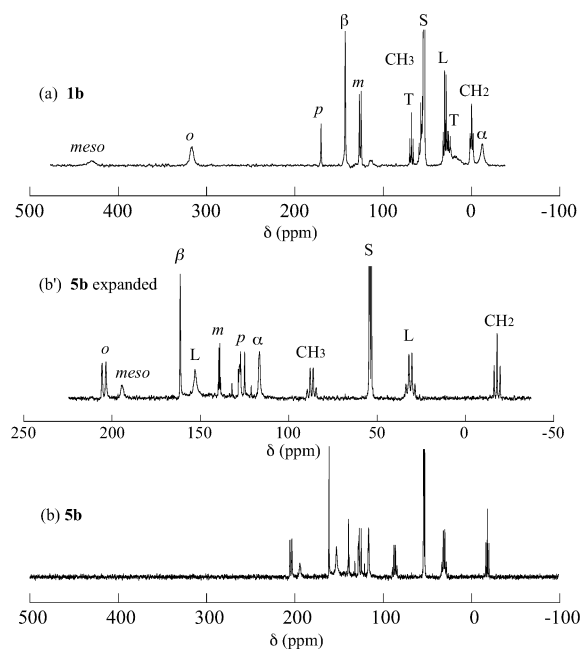 β
S
CH3
L
m
(a) 1b
T
CH2
p
T
o
α
meso
500
400
300
200
100
0
-100
δ (ppm)
β
S
(b') 5b expanded
m
L
CH2
p
α
L
o
CH3
meso
250
200
150
100
50
0
-50
δ (ppm)
(b) 5b
500
400
300
200
100
0
-100
δ (ppm)